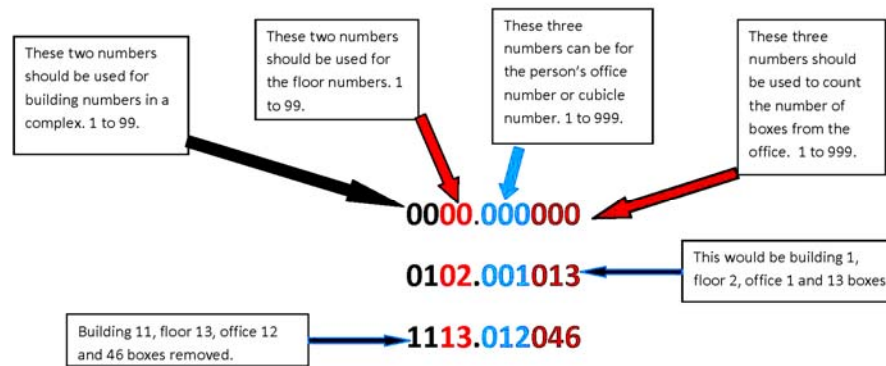 These two numbers
should be used for
building numbers in a
complex. 1 to 99.
These two numbers
should be used for
the floor numbers. 1
to 99.
These three
numbers can be for
the person's office
number or cubicle
number. 1 to 999.
These three
numbers should
be used to count
the number of
boxes from the
office. 1 to 999.
0000.000000
0102.001013
This would be building 1,
floor 2, office 1 and 13 boxes
Building 11, floor 13, office 12
and 46 boxes removed.
1113.012046